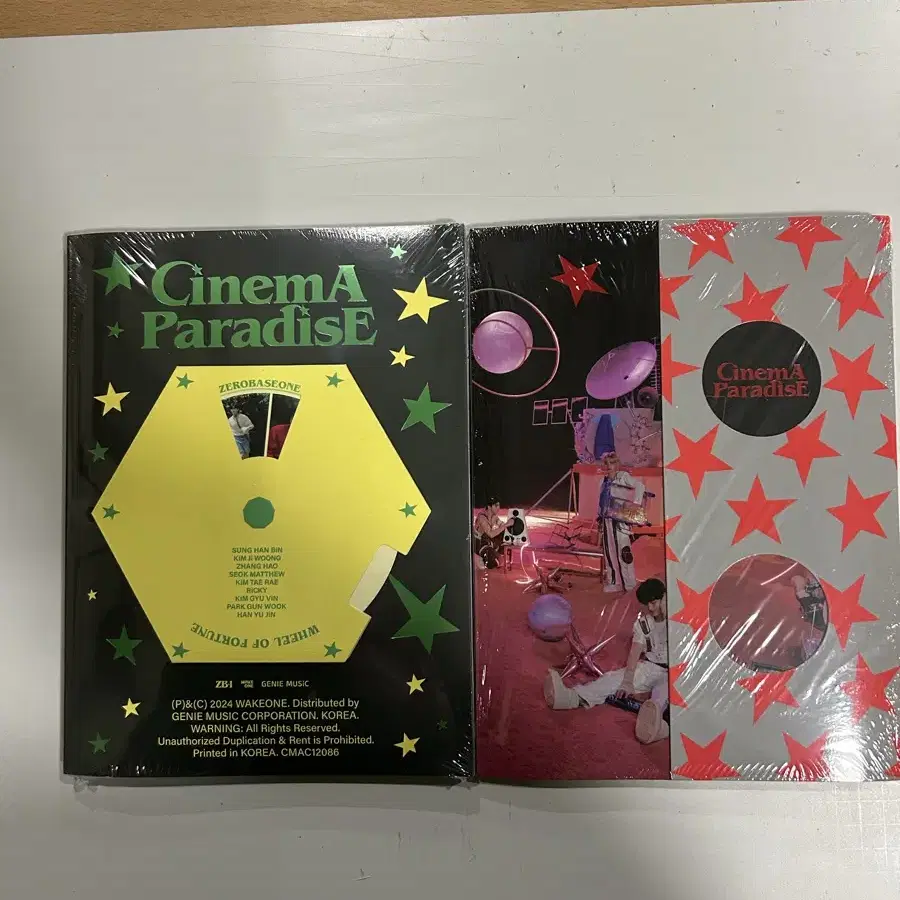 CinemA
ParadisE
ZEROBASEONE
SUNG HAN BIN
KIM JI WOONG
ZHANG HAO
SEOK MATTHEW
KIM TAE RAE
RICKY
KIM GYU VIN
PARK GUN WOOK
HAN YU JIN
WHEEL OF FORTUNE
ZB1 WAKE ONE GENIE MUSIC
(P)&(C) 2024 WAKEONE. Distributed by
GENIE MUSIC CORPORATION. KOREA.
WARNING: All Rights Reserved.
Unauthorized Duplication & Rent is Prohibited.
Printed in KOREA. CMAC12086
CinemA
ParadisE